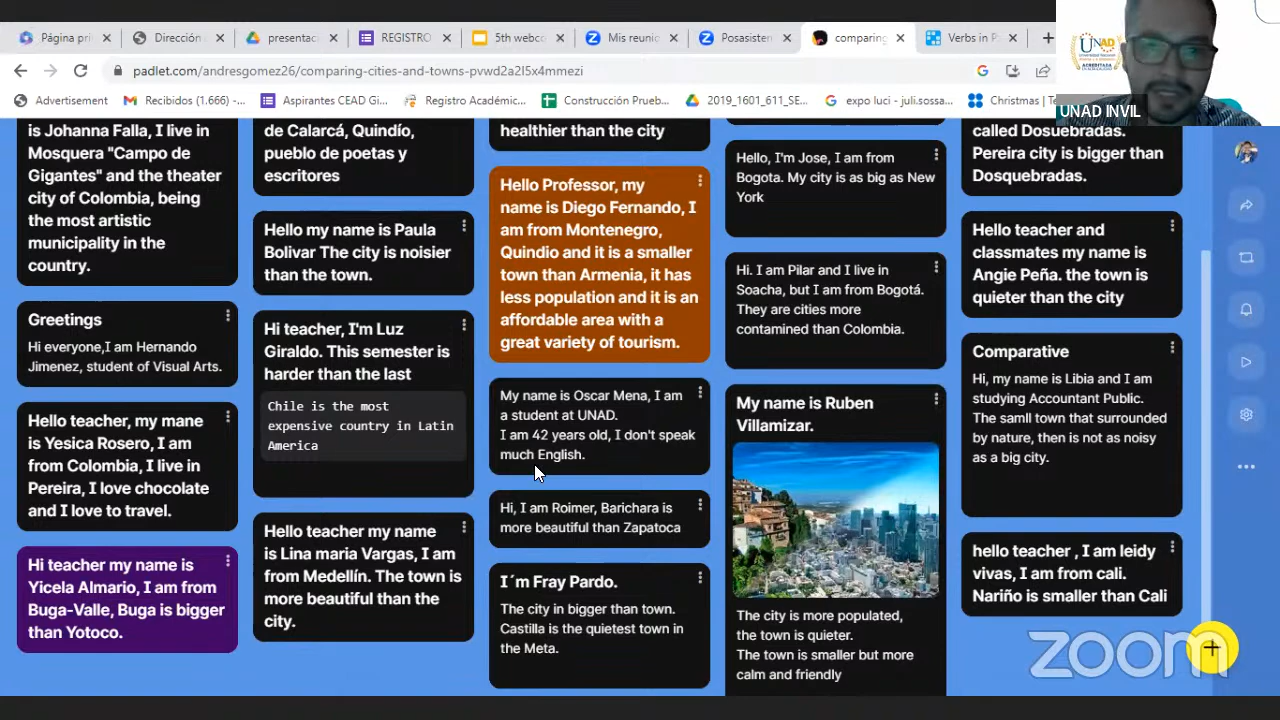 Página pri
Dirección
presentac
REGISTRO
5th webco
Mis reunio
Posasisten
comparing
Verbs in P
padlet.com/andresgomez26/comparing-cities-and-towns-pvwd2a2l5x4mmezi
Advertisement
Recibidos (1.666) -...
Aspirantes CEAD Gi...
Registro Académic...
Construcción Prueb...
2019_1601_611_SE...
expo luci - juli.sossa...
Christmas | Te
UNAD
ACREDITADA
UNAD INVIL
is Johanna Falla, I live in
Mosquera "Campo de
Gigantes" and the theater
city of Colombia, being
the most artistic
municipality in the
country.
Greetings
Hi everyone,I am Hernando
Jimenez, student of Visual Arts.
Hello teacher, my mane
is Yesica Rosero, I am
from Colombia, I live in
Pereira, I love chocolate
and I love to travel.
Hi teacher my name is
Yicela Almario, I am from
Buga-Valle, Buga is bigger
than Yotoco.
de Calarcá, Quindío,
pueblo de poetas y
escritores
Hello my name is Paula
Bolivar The city is noisier
than the town.
Hi teacher, I'm Luz
Giraldo. This semester is
harder than the last
Chile is the most
expensive country in Latin
America
Hello teacher my name
is Lina maria Vargas, I am
from Medellín. The town is
more beautiful than the
city.
healthier than the city
Hello Professor, my
name is Diego Fernando, I
am from Montenegro,
Quindio and it is a smaller
town than Armenia, it has
less population and it is an
affordable area with a
great variety of tourism.
My name is Oscar Mena, I am
a student at UNAD.
I am 42 years old, I don't speak
much English.
Hi, I am Roimer, Barichara is
more beautiful than Zapatoca
I´m Fray Pardo.
The city in bigger than town.
Castilla is the quietest town in
the Meta.
Hello, I'm Jose, I am from
Bogota. My city is as big as New
York
Hi. I am Pilar and I live in
Soacha, but I am from Bogotá.
They are cities more
contamined than Colombia.
My name is Ruben
Villamizar.
The city is more populated,
the town is quieter.
The town is smaller but more
calm and friendly
called Dosuebradas.
Pereira city is bigger than
Dosquebradas.
Hello teacher and
classmates my name is
Angie Peña. the town is
quieter than the city
Comparative
Hi, my name is Libia and I am
studying Accountant Public.
The samll town that surrounded
by nature, then is not as noisy
as a big city.
hello teacher , I am leidy
vivas, I am from cali.
Nariño is smaller than Cali
zoom